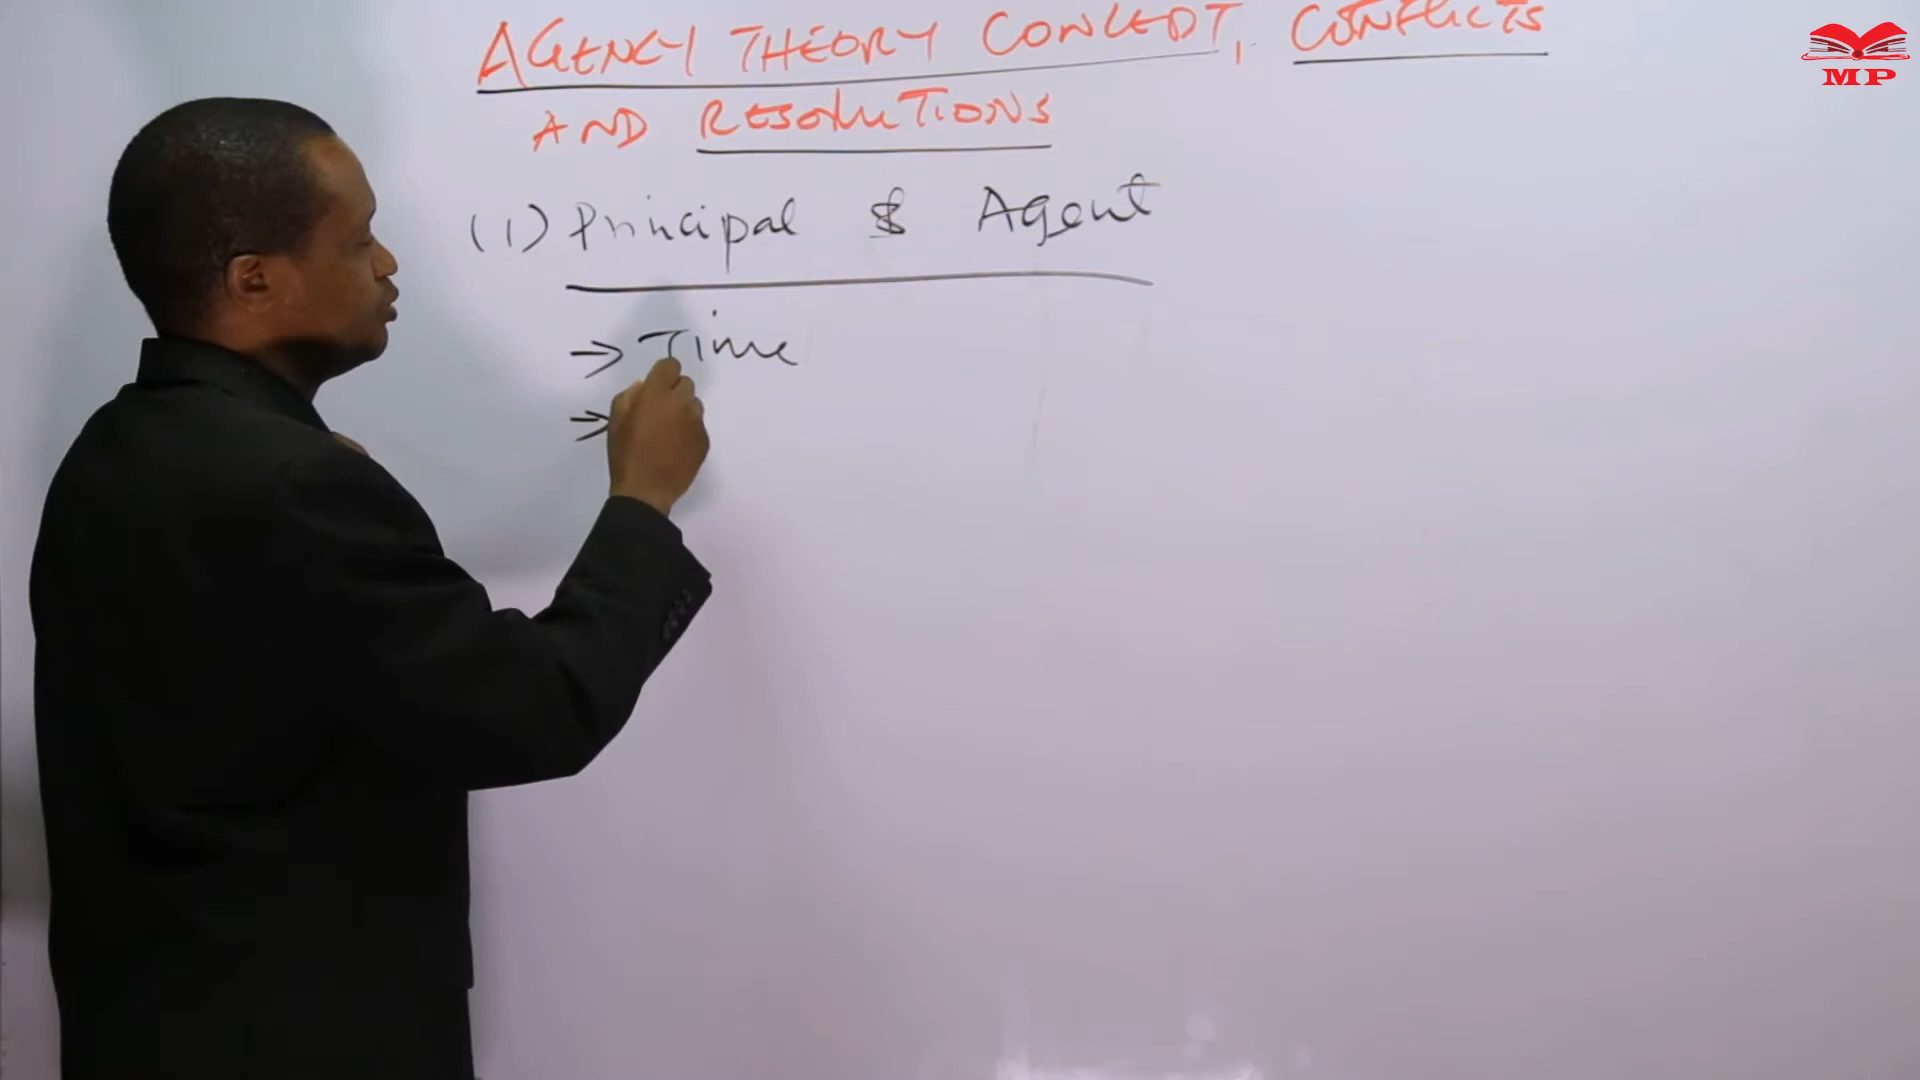 AGENCY THEORY CONCEPT, CONFLICTS
AND RESOLUTIONS
(1) Principal & Agent
→ Time
→
MP